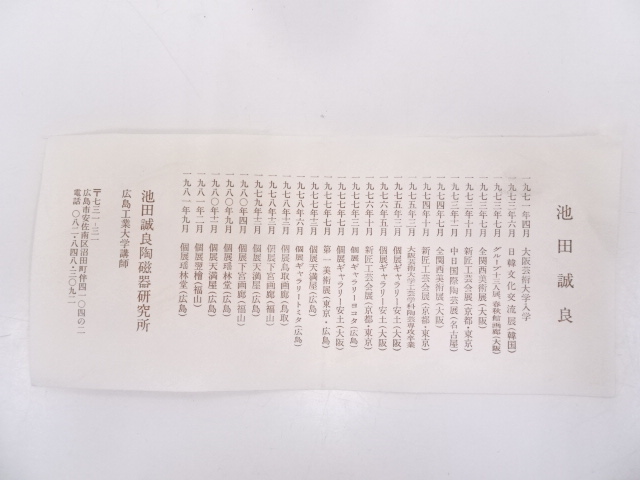 池田誠良
一九七一年四月 大阪芸術大学入学
一九七二年六月 日韓文化交流展(韓国)
一九七三年七月 グループ十二人展、春秋館画廊(大阪)
一九七三年七月 全関西美術展(大阪)
一九七三年十月 新匠工芸会展(京都・東京)
中日国際陶芸展(名古屋)
一九七四年七月 全関西美術展(大阪)
一九七四年十月 新匠工芸会展(京都・東京)
一九七五年三月 大阪芸術大学工芸学科陶芸専攻卒業
一九七五年三月 個展ギャラリー安土(大阪)
一九七六年五月 個展ギャラリー安土(大阪)
一九七六年十月 新匠工芸会展(京都・東京)
一九七七年三月 個展ギャラリーヨコタ(広島)
一九七七年七月 個展ギャラリー安土(大阪)
一九七七年七月 第一美術展(東京・広島)
一九七七年三月 個展天満屋(広島)
一九七八年六月 個展ギャラリートミタ(広島)
一九七八年三月 個展鳥取画廊(鳥取)
一九七八年三月 個展下宮画廊(福山)
一九七九年三月 個展天満屋(広島)
一九八〇年四月 個展下宮画廊(福山)
一九八〇年九月 個展瑶林堂(広島)
一九八〇年三月 個展天満屋(広島)
一九八一年二月 個展登檜(福山)
一九八一年九月 個展瑶林堂(広島)
池田誠良陶磁器研究所
広島工業大学講師
〒七三一-三一
広島市安佐南区沼田町伴四一〇四の二
電話〇八二-八四八-三〇九二